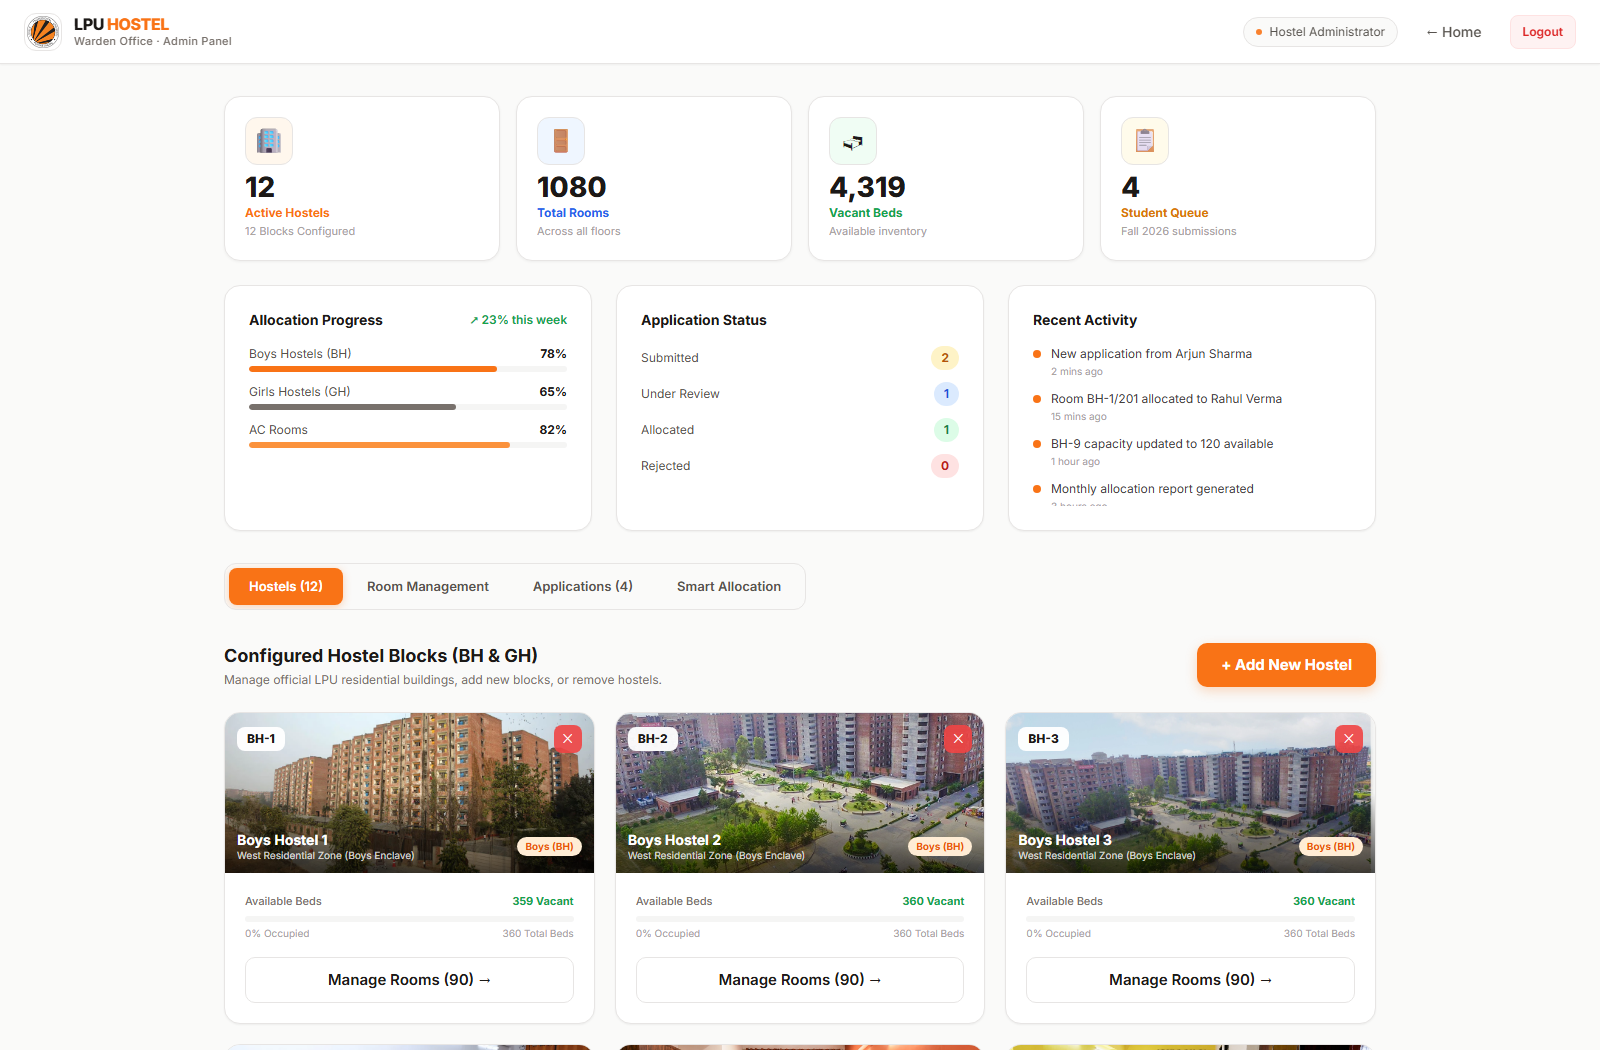 LPU HOSTEL
Warden Office · Admin Panel
Hostel Administrator
← Home
Logout
12
Active Hostels
12 Blocks Configured
1080
Total Rooms
Across all floors
4,319
Vacant Beds
Available inventory
4
Student Queue
Fall 2026 submissions
Allocation Progress
↗ 23% this week
Boys Hostels (BH)
78%
Girls Hostels (GH)
65%
AC Rooms
82%
Application Status
Submitted
2
Under Review
1
Allocated
1
Rejected
0
Recent Activity
New application from Arjun Sharma
2 mins ago
Room BH-1/201 allocated to Rahul Verma
15 mins ago
BH-9 capacity updated to 120 available
1 hour ago
Monthly allocation report generated
hours ago
Hostels (12)
Room Management
Applications (4)
Smart Allocation
Configured Hostel Blocks (BH & GH)
Manage official LPU residential buildings, add new blocks, or remove hostels.
+ Add New Hostel
BH-1
Boys Hostel 1
West Residential Zone (Boys Enclave)
Boys (BH)
Available Beds
359 Vacant
0% Occupied
360 Total Beds
Manage Rooms (90) →
BH-2
Boys Hostel 2
West Residential Zone (Boys Enclave)
Boys (BH)
Available Beds
360 Vacant
0% Occupied
360 Total Beds
Manage Rooms (90) →
BH-3
Boys Hostel 3
West Residential Zone (Boys Enclave)
Boys (BH)
Available Beds
360 Vacant
0% Occupied
360 Total Beds
Manage Rooms (90) →